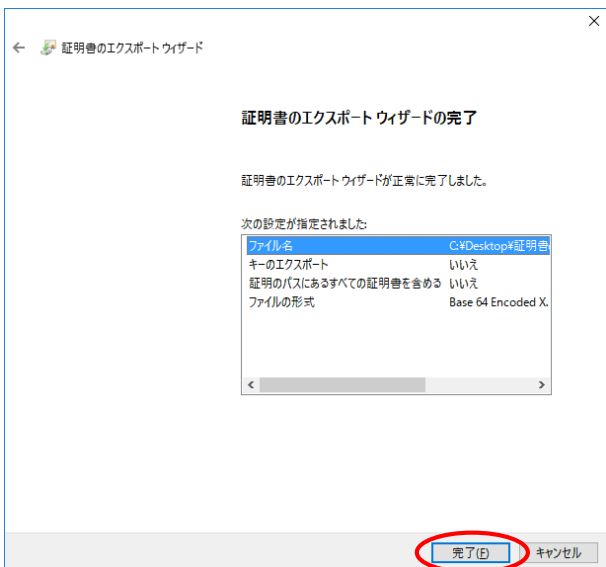 証明書のエクスポート ウィザード
証明書のエクスポート ウィザードの完了
証明書のエクスポート ウィザードが正常に完了しました。
次の設定が指定されました:
ファイル名 C:¥Desktop¥証明書
キーのエクスポート いいえ
証明のパスにあるすべての証明書を含める いいえ
ファイルの形式 Base 64 Encoded X.
完了(F) キャンセル